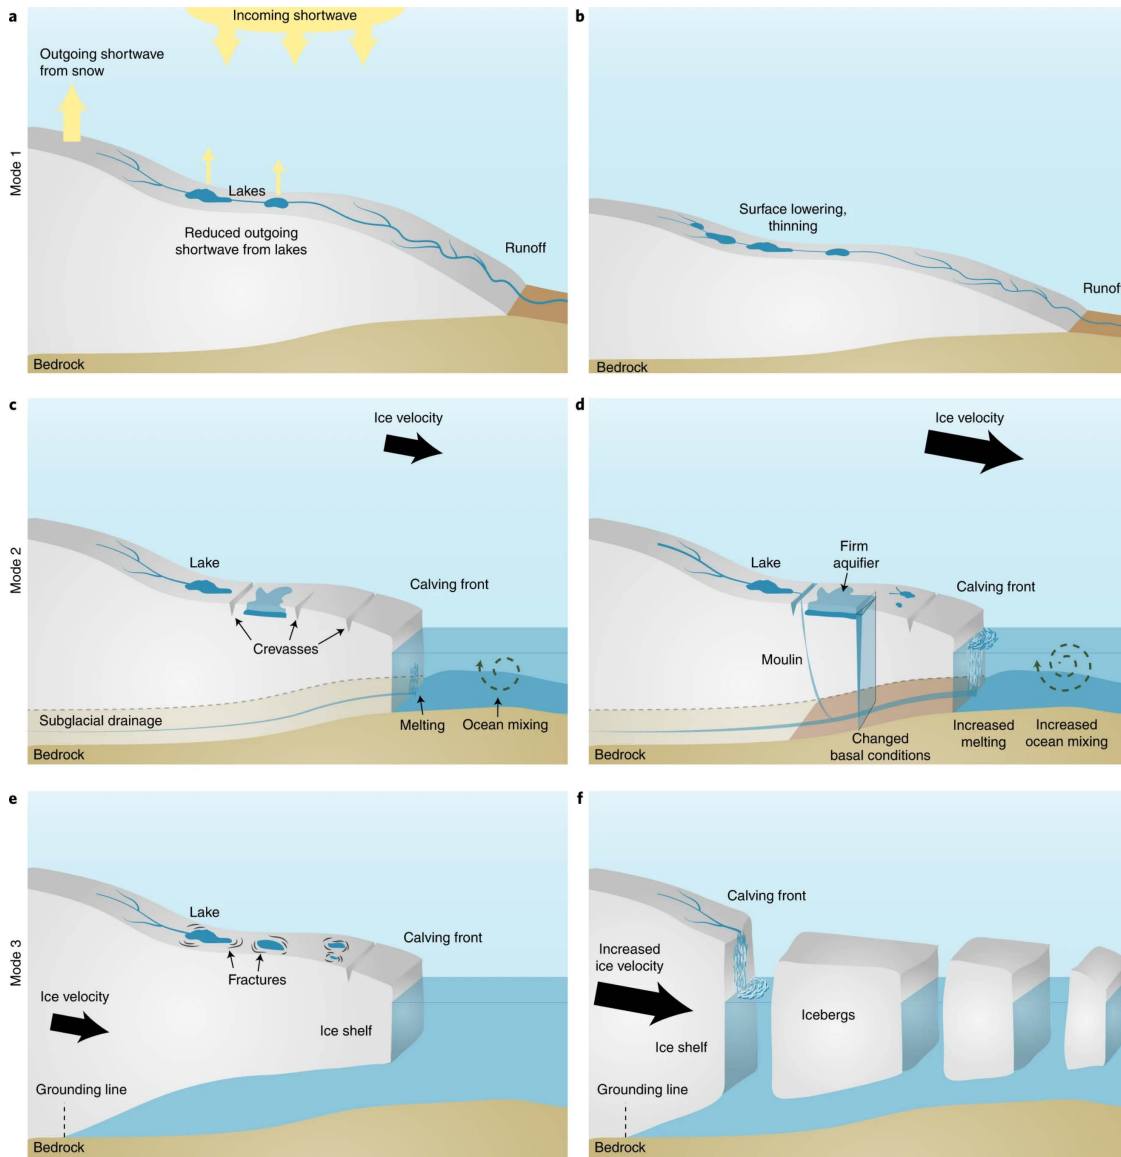 a
Incoming shortwave
Outgoing shortwave
from snow
Lakes
Reduced outgoing
shortwave from lakes
Runoff
Bedrock
Mode 1
b
Surface lowering,
thinning
Runoff
Bedrock
c
Ice velocity
Lake
Calving front
Crevasses
Subglacial drainage
Melting
Ocean mixing
Bedrock
Mode 2
d
Ice velocity
Lake
Firm
aquifier
Calving front
Moulin
Changed
basal conditions
Increased
melting
Increased
ocean mixing
Bedrock
e
Lake
Calving front
Fractures
Ice velocity
Ice shelf
Grounding line
Bedrock
Mode 3
f
Calving front
Increased
ice velocity
Icebergs
Ice shelf
Grounding line
Bedrock